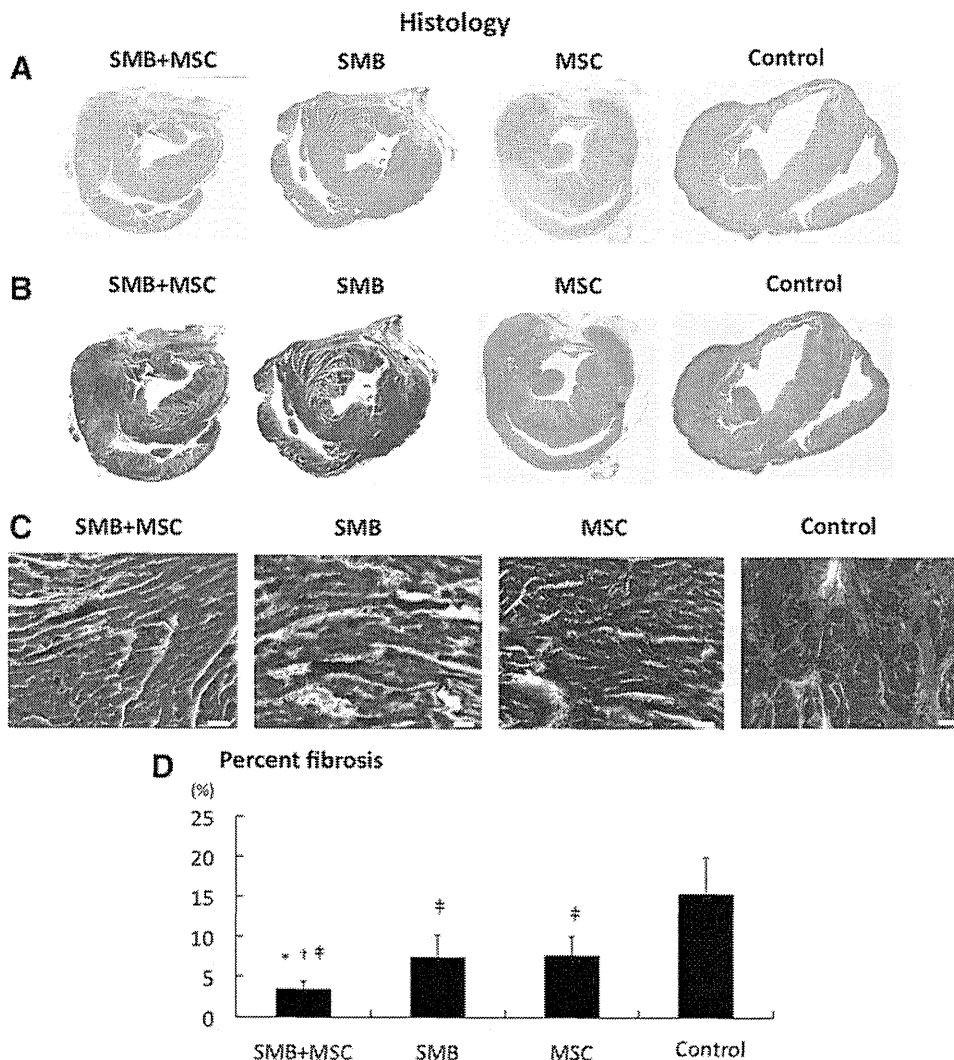 Histology
A
SMB+MSC SMB MSC Control
B
SMB+MSC SMB MSC Control
C
SMB+MSC SMB MSC Control
D Percent fibrosis
(%)
25
20
15
10
5
0
* † ‡
‡
‡
SMB+MSC SMB MSC Control